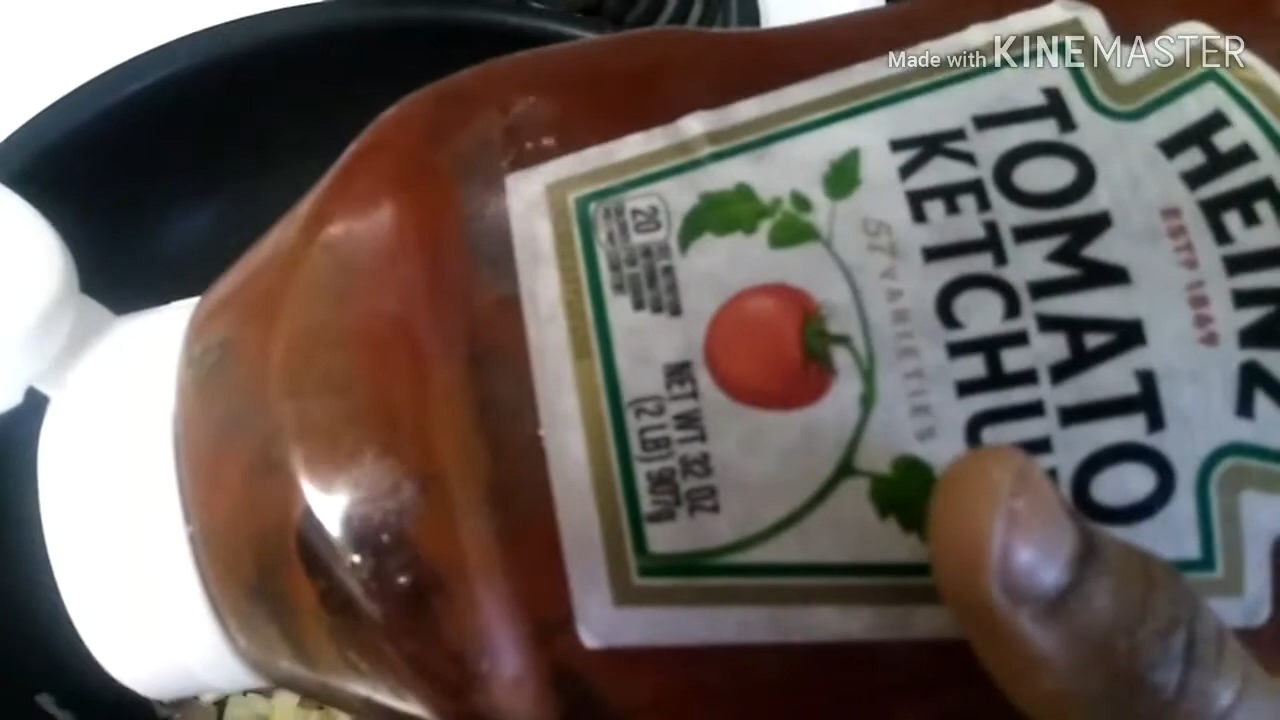 Made with KINEMASTER
HEINZ
ESTD 1869
TOMATO
KETCHU
57 VARIETIES
20
NET WT 32 OZ
(2 LB) 907g